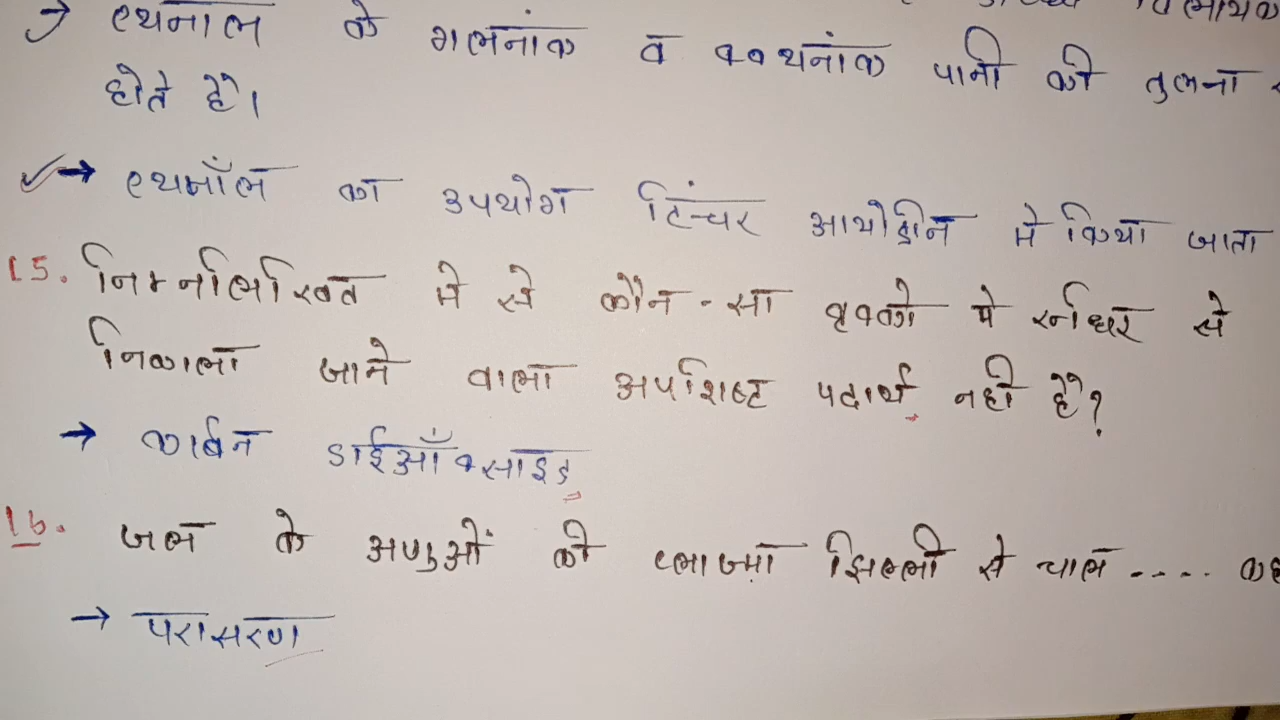 विलायक
→ एथनाल के गलनांक व क्वथनांक पानी की तुलना
होते हैं।
→ एथनॉल का उपयोग टिंन्चर आयोडीन मे किया जाता
15. निम्नलिखित मे से कौन-सा वृक्को मे रुधिर से
निकाला जाने वाला अपशिष्ट पदार्थ नही है?
→ कार्बन डाईऑक्साइड
16. जल के अणुओं की प्लाज्मा झिल्ली से चाल ....
→ परासरण